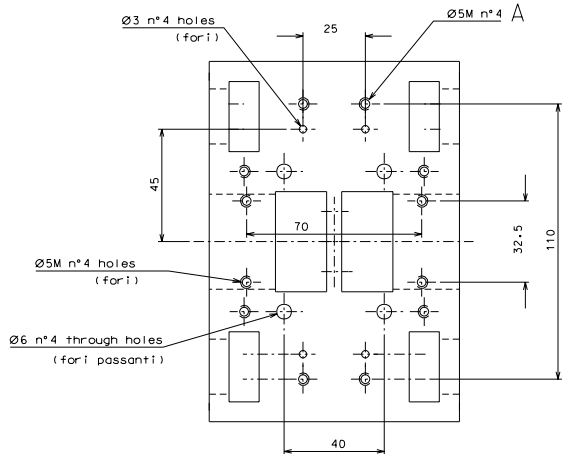 Ø3 n°4 holes
(fori)
25
Ø5M n°4 A
45
70
32.5
110
Ø5M n°4 holes
(fori)
Ø6 n°4 through holes
(fori passanti)
40